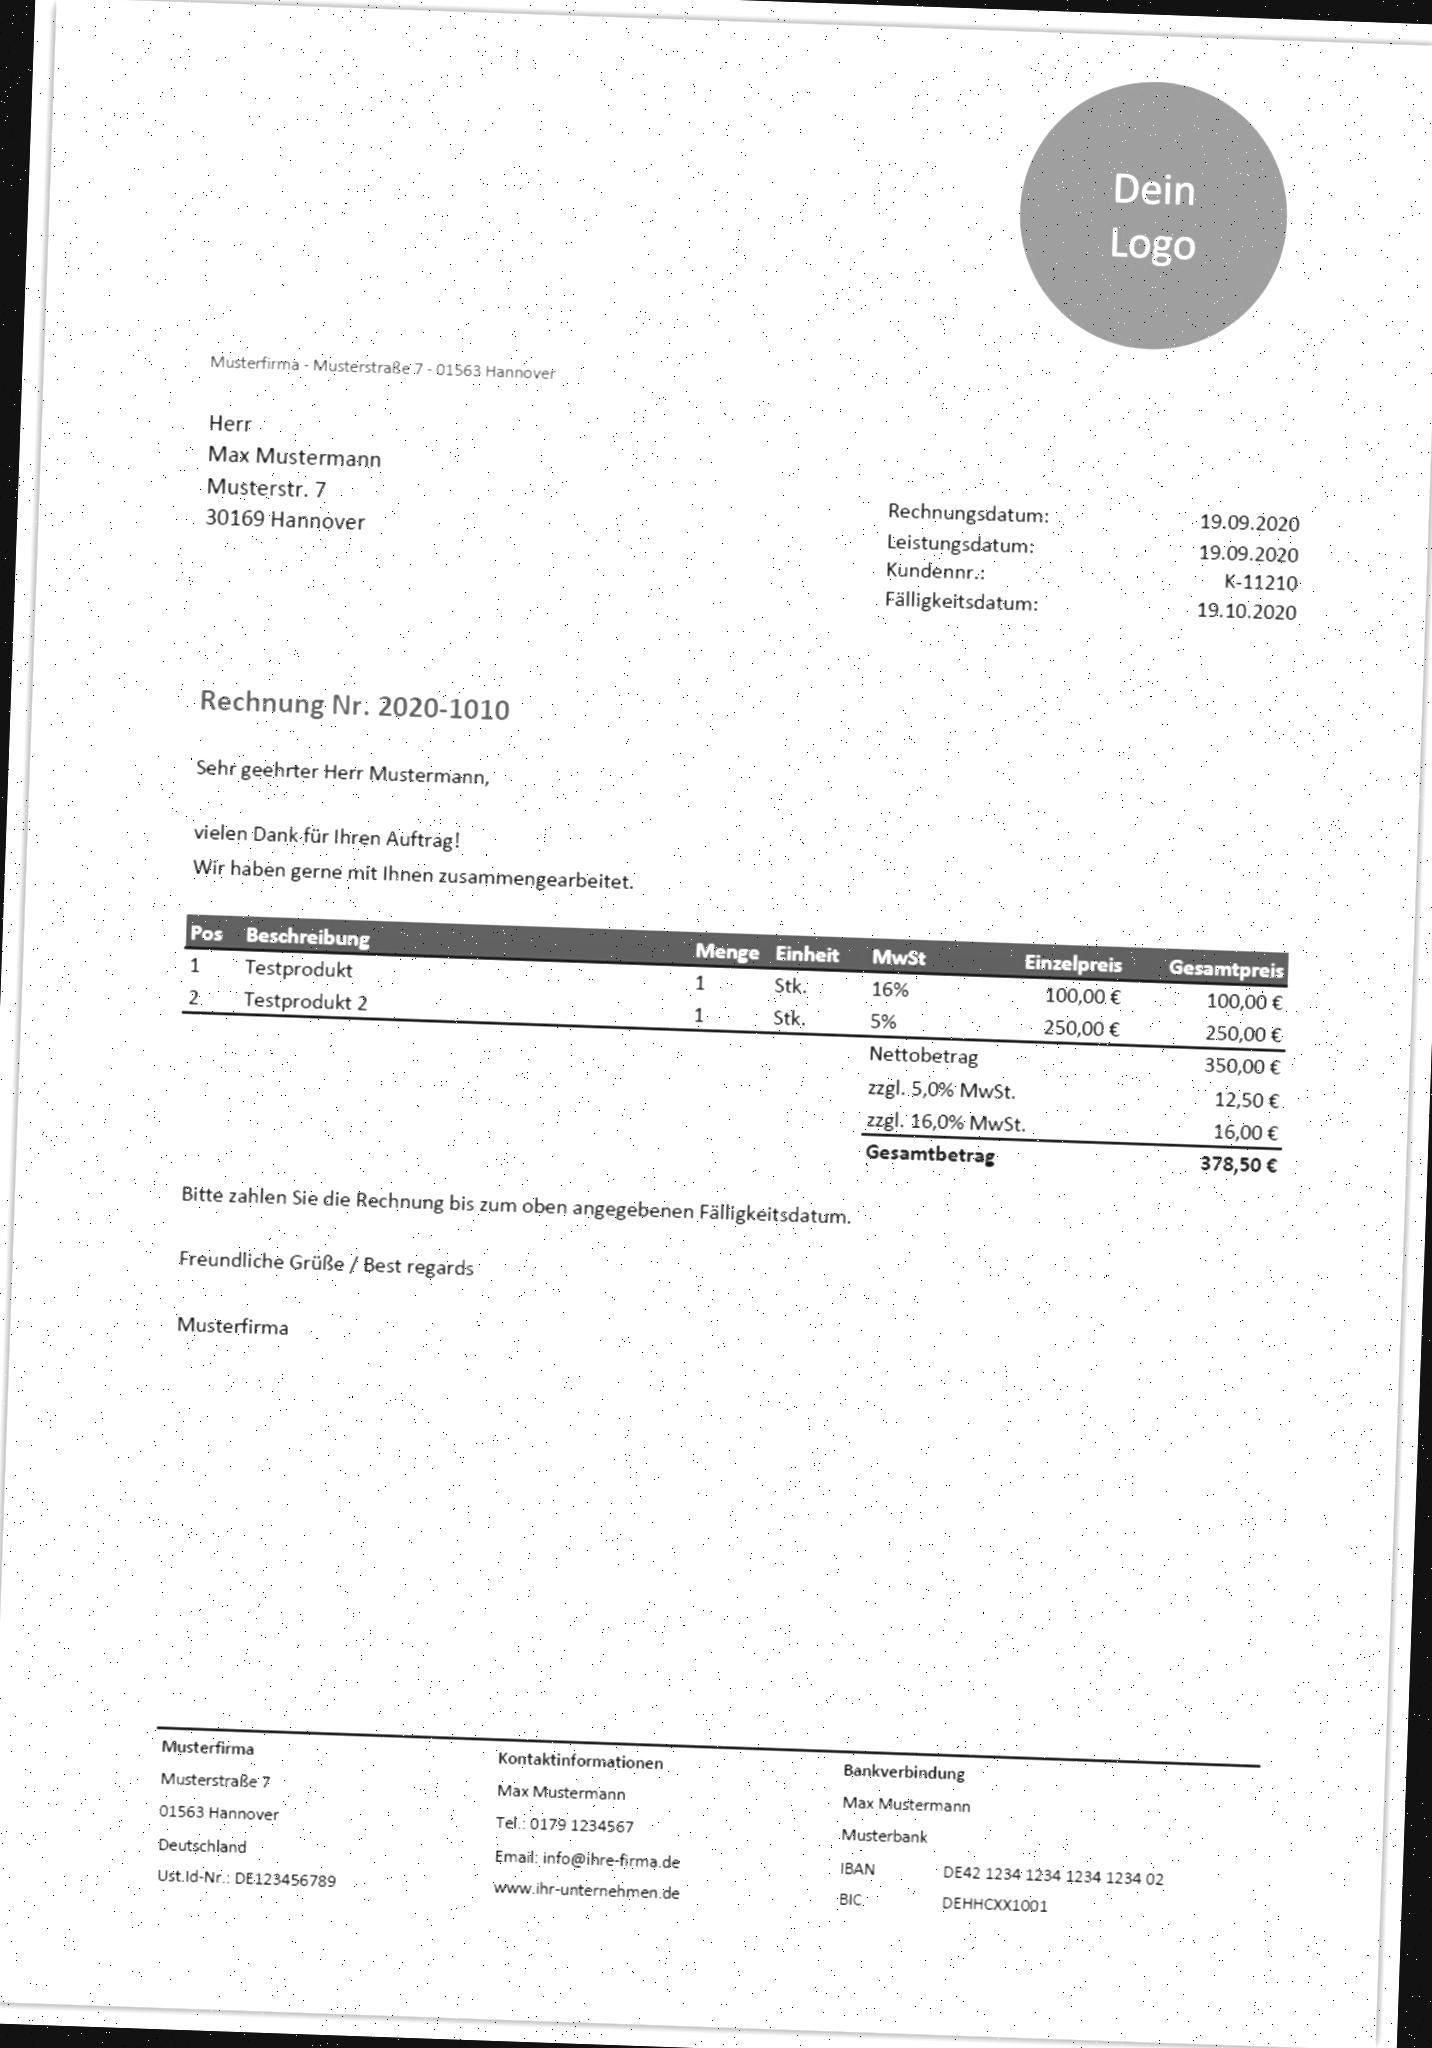 Dein
Logo
Musterfirma - Musterstraße 7 - 01563 Hannover
Herr
Max Mustermann
Musterstr. 7
30169 Hannover
Rechnungsdatum: 19.09.2020
Leistungsdatum: 19.09.2020
Kundennr.: K-11210
Fälligkeitsdatum: 19.10.2020
Rechnung Nr. 2020-1010
Sehr geehrter Herr Mustermann,
vielen Dank für Ihren Auftrag!
Wir haben gerne mit Ihnen zusammengearbeitet.
Pos Beschreibung Menge Einheit MwSt Einzelpreis Gesamtpreis
1 Testprodukt 1 Stk. 16% 100,00 € 100,00 €
2 Testprodukt 2 1 Stk. 5% 250,00 € 250,00 €
Nettobetrag 350,00 €
zzgl. 5,0% MwSt. 12,50 €
zzgl. 16,0% MwSt. 16,00 €
Gesamtbetrag 378,50 €
Bitte zahlen Sie die Rechnung bis zum oben angegebenen Fälligkeitsdatum.
Freundliche Grüße / Best regards
Musterfirma
Musterfirma
Musterstraße 7
01563 Hannover
Deutschland
Ust.Id-Nr.: DE123456789
Kontaktinformationen
Max Mustermann
Tel.: 0179 1234567
Email: info@ihre-firma.de
www.ihr-unternehmen.de
Bankverbindung
Max Mustermann
Musterbank
IBAN DE42 1234 1234 1234 1234 02
BIC DEHHCXX1001